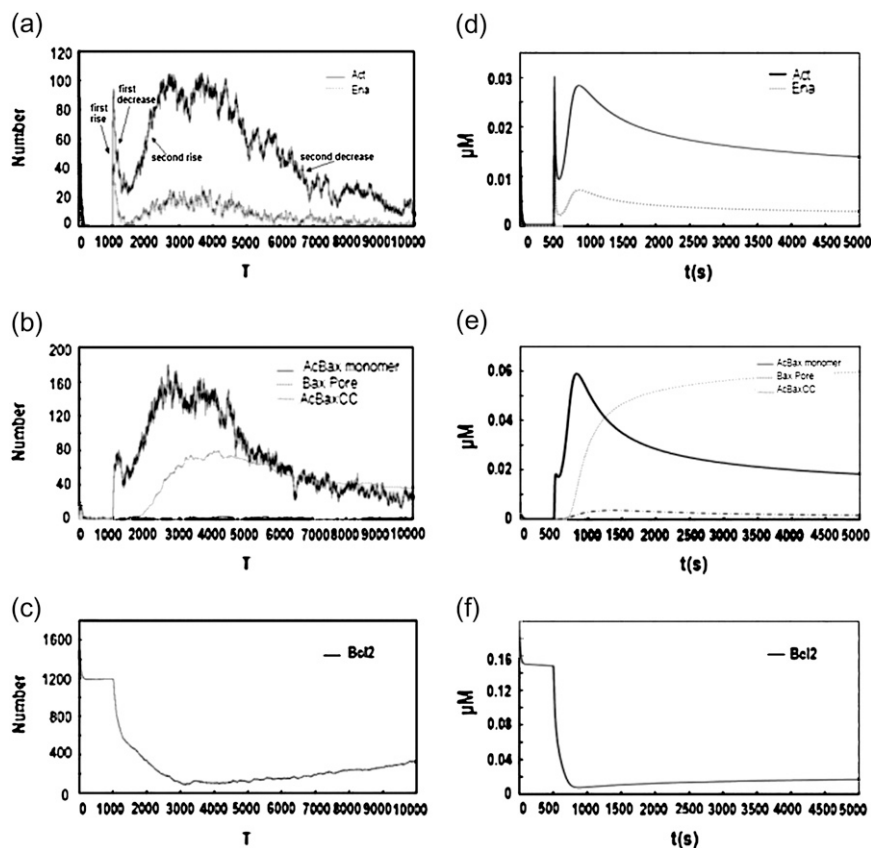 (a)
120
100
80
60
40
20
0
Number
first rise
first
decrease
second rise
second decrease
Act
Ena
0 1000 2000 3000 4000 5000 6000 7000 8000 9000 10000
T
(d)
0.03
0.02
0.01
0
μM
Act
Ena
0 500 1000 1500 2000 2500 3000 3500 4000 4500 5000
t(s)
(b)
200
160
120
80
40
0
Number
AcBax monomer
Bax Pore
AcBaxCC
0 1000 2000 3000 4000 5000 6000 7000 8000 9000 10000
T
(e)
0.06
0.04
0.02
0
μM
AcBax monomer
Bax Pore
AcBaxCC
0 500 1000 1500 2000 2500 3000 3500 4000 4500 5000
t(s)
(c)
1600
1200
800
400
0
Number
Bcl2
0 1000 2000 3000 4000 5000 6000 7000 8000 9000 10000
T
(f)
0.16
0.12
0.08
0.04
0
μM
Bcl2
0 500 1000 1500 2000 2500 3000 3500 4000 4500 5000
t(s)